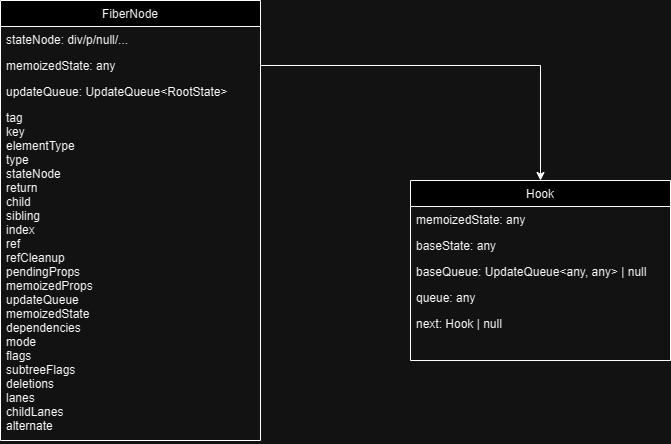 FiberNode
stateNode: div/p/null/...
memoizedState: any
updateQueue: UpdateQueue<RootState>
tag
key
elementType
type
stateNode
return
child
sibling
index
ref
refCleanup
pendingProps
memoizedProps
updateQueue
memoizedState
dependencies
mode
flags
subtreeFlags
deletions
lanes
childLanes
alternate
Hook
memoizedState: any
baseState: any
baseQueue: UpdateQueue<any, any> | null
queue: any
next: Hook | null